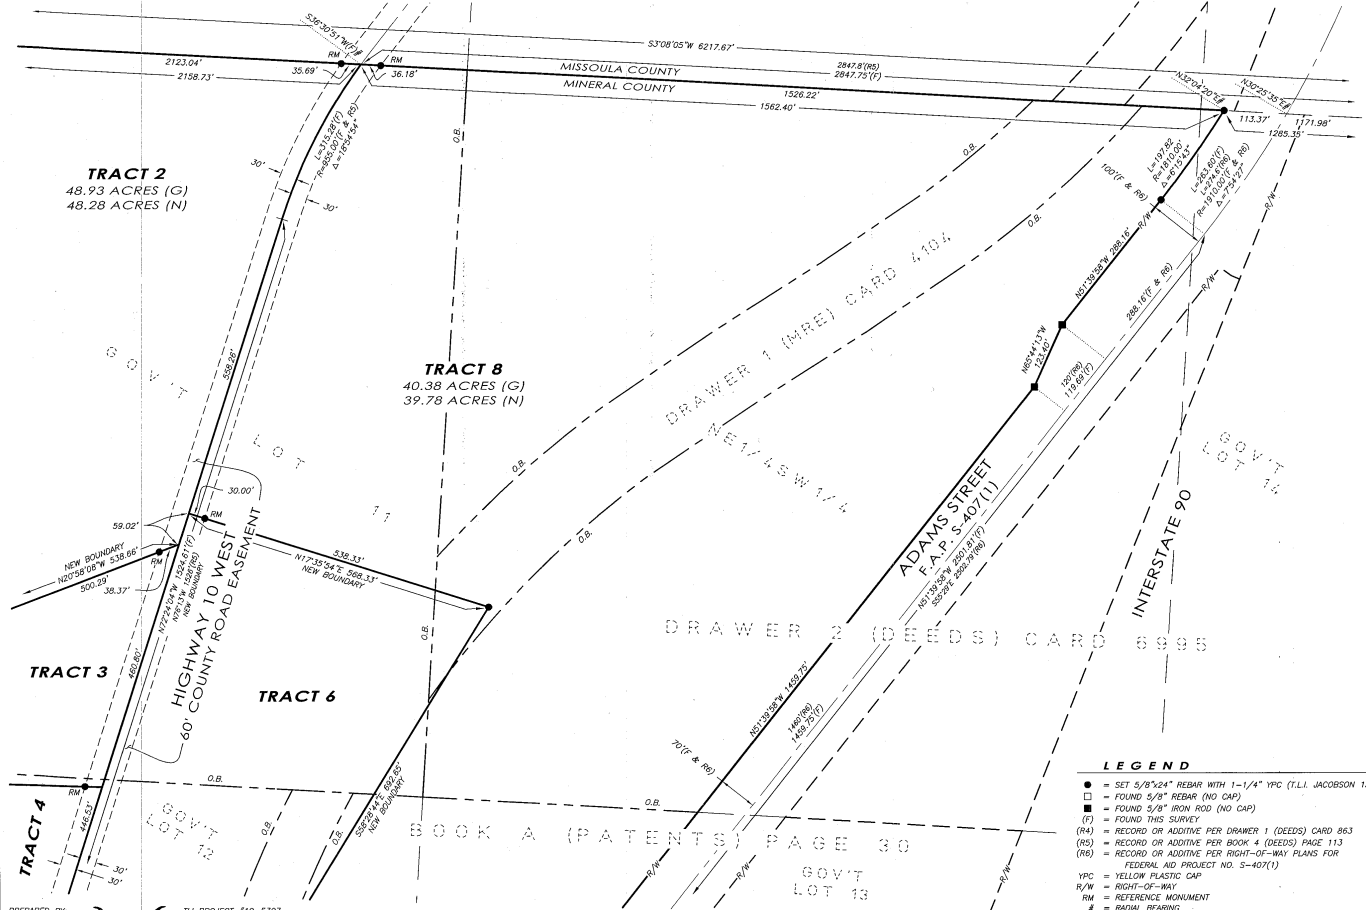 S36°30'51"W(F)#
S3°08'05"W 6217.67'
RM
RM
2123.04'
35.69'
36.18'
2158.73'
MISSOULA COUNTY
MINERAL COUNTY
2847.8'(R5)
2847.75'(F)
1526.22'
1562.40'
N32°04'20"E#
N30°25'35"E#
113.37'
1171.98'
1285.35'
TRACT 2
48.93 ACRES (G)
48.28 ACRES (N)
L=315.28'(F)
R=955.00'(F & R5)
Δ=18°54'54"
O.B.
30'
30'
O.B.
O.B.
L=197.82
R=1810.00'
Δ=6°15'43"
L=263.60'(F)
L=274.6'(R6)
R=1910.00'(F & R6)
Δ=7°54'27"
100'(F & R6)
R/W
R/W
R/W
N51°39'58"W 288.16'
288.16'(F & R6)
N65°44'13"W
123.40'
120'(R6)
119.69'(F)
DRAWER 1 (MRE) CARD 4104
NE1/4SW1/4
GOV'T
LOT
11
TRACT 8
40.38 ACRES (G)
39.78 ACRES (N)
558.26'
O.B.
O.B.
GOV'T
LOT 14
INTERSTATE 90
ADAMS STREET
F.A.P. S-407(1)
N51°39'58"W 2501.81'(F)
S55°29'E 2502.79'(R6)
30.00'
RM
59.02'
NEW BOUNDARY
N20°58'08"W 538.66'
500.29'
38.37'
RM
538.33'
N17°35'54"E 568.33'
NEW BOUNDARY
N72°24'04"W 1524.61'(F)
N76°13'W 1526'(R5)
NEW BOUNDARY
HIGHWAY 10 WEST
60' COUNTY ROAD EASEMENT
O.B.
DRAWER 2 (DEEDS) CARD 6995
TRACT 3
460.80'
TRACT 6
N51°39'58"W 1459.75'
1460'(R6)
1459.75'(F)
70'(F & R6)
S58°28'44"E 692.65'
NEW BOUNDARY
O.B.
O.B.
RM
TRACT 4
446.53'
GOV'T
LOT 12
O.B.
O.B.
BOOK A (PATENTS) PAGE 30
GOV'T
LOT 13
R/W
R/W
R/W
30'
30'
LEGEND
● = SET 5/8"x24" REBAR WITH 1-1/4" YPC (T.L.I. JACOBSON
□ = FOUND 5/8" REBAR (NO CAP)
■ = FOUND 5/8" IRON ROD (NO CAP)
(F) = FOUND THIS SURVEY
(R4) = RECORD OR ADDITIVE PER DRAWER 1 (DEEDS) CARD 863
(R5) = RECORD OR ADDITIVE PER BOOK 4 (DEEDS) PAGE 113
(R6) = RECORD OR ADDITIVE PER RIGHT-OF-WAY PLANS FOR
FEDERAL AID PROJECT NO. S-407(1)
YPC = YELLOW PLASTIC CAP
R/W = RIGHT-OF-WAY
RM = REFERENCE MONUMENT
# = RADIAL BEARING